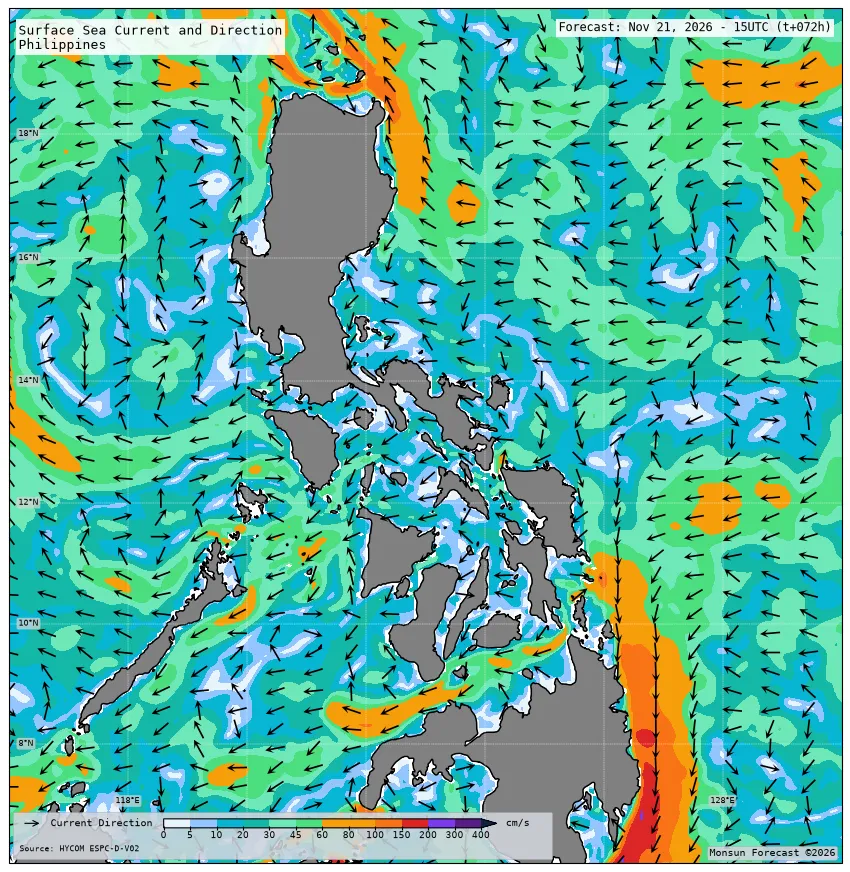 Surface Sea Current and Direction
Philippines
Forecast: Nov 21, 2026 - 15UTC (t+072h)
18°N
16°N
14°N
12°N
10°N
8°N
118°E
128°E
Current Direction
0 5 10 20 30 45 60 80 100 150 200 300 400
cm/s
Source: HYCOM ESPC-D-V02
Monsun Forecast ©2026